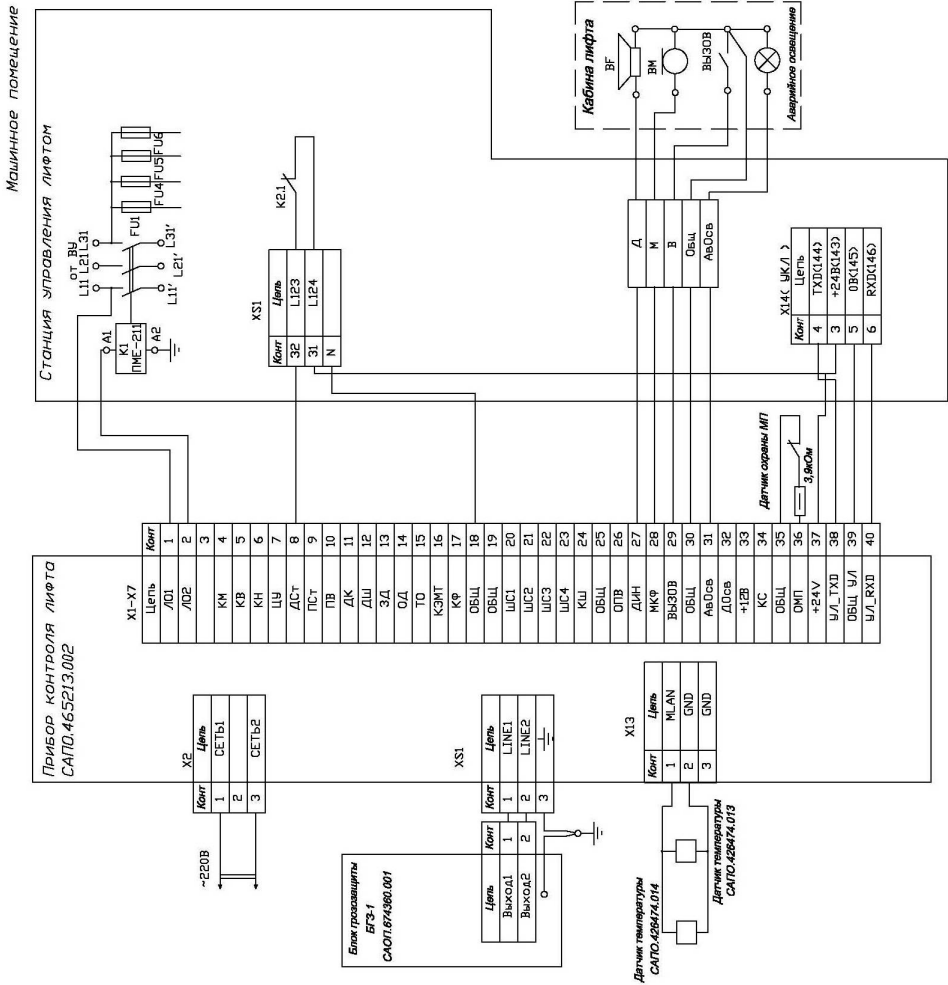 Машинное помещение
Станция управления лифтом
от ВУ
L11 L21 L31
L11' L21' L31'
A1
К1
ПМЕ-211
A2
FU1
FU4
FU5
FU6
К2.1
XS1
Конт Цепь
32 L123
31 L124
N
Кабина лифта
BF
BM
ВЫЗОВ
Аварийное освещение
Д
М
В
Общ
АвОсв
X14( УКЛ )
Конт Цепь
4 TXD(144)
3 +24В(143)
5 0В(145)
6 RXD(146)
Датчик охраны МП
3,9кОм
Прибор контроля лифта
САПО.465213.002
X1-X7
Цепь Конт
ЛО1 1
ЛО2 2
3
КМ 4
КВ 5
КН 6
ЦУ 7
ДСт 8
ПСт 9
ПВ 10
ДК 11
ДШ 12
ЗД 13
ОД 14
ТО 15
КЭМТ 16
КФ 17
ОБЩ 18
ОБЩ 19
ШС1 20
ШС2 21
ШС3 22
ШС4 23
КШ 24
ОБЩ 25
ОПВ 26
ДИН 27
МКФ 28
ВЫЗОВ 29
ОБЩ 30
АвОсв 31
ДОсв 32
+12В 33
КС 34
ОБЩ 35
ОМП 36
+24V 37
УЛ_TXD 38
ОБЩ УЛ 39
УЛ_RXD 40
X2
Конт Цепь
1 СЕТЬ1
2
3 СЕТЬ2
~220В
XS1
Конт Цепь
1 LINE1
2 LINE2
3
Блок грозозащиты
БГЗ-1
САОП.674360.001
Цепь Конт
Выход1 1
Выход2 2
X13
Конт Цепь
1 MLAN
2 GND
3 GND
Датчик температуры
САПО.426474.014
Датчик температуры
САПО.426474.013